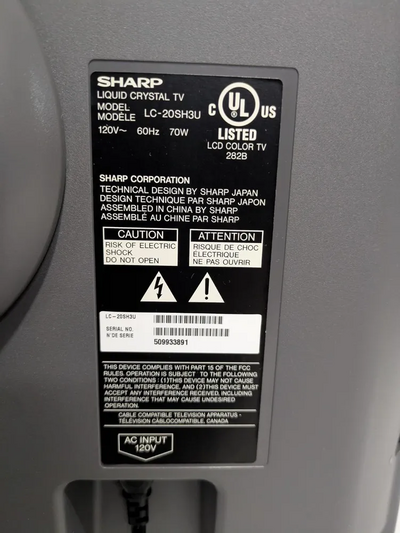 SHARP
LIQUID CRYSTAL TV
MODEL
MODÈLE LC-20SH3U
120V~ 60Hz 70W
C UL US
LISTED
LCD COLOR TV
282B
SHARP CORPORATION
TECHNICAL DESIGN BY SHARP JAPAN
DESIGN TECHNIQUE PAR SHARP JAPON
ASSEMBLED IN CHINA BY SHARP
ASSEMBLÉ AU CHINE PAR SHARP
CAUTION
RISK OF ELECTRIC
SHOCK
DO NOT OPEN
ATTENTION
RISQUE DE CHOC
ÉLECTRIQUE
NE PAS OUVRIR
LC-20SH3U
SERIAL NO.
N° DE SERIE
509933891
THIS DEVICE COMPLIES WITH PART 15 OF THE FCC
RULES. OPERATION IS SUBJECT TO THE FOLLOWING
TWO CONDITIONS : (1)THIS DEVICE MAY NOT CAUSE
HARMFUL INTERFERENCE, AND (2)THIS DEVICE MUST
ACCEPT ANY INTERFERENCE RECEIVED, INCLUDING
INTERFERENCE THAT MAY CAUSE UNDESIRED
OPERATION.
CABLE COMPATIBLE TELEVISION APPARATUS -
TÉLÉVISION CÂBLOCOMPATIBLE, CANADA
AC INPUT
120V